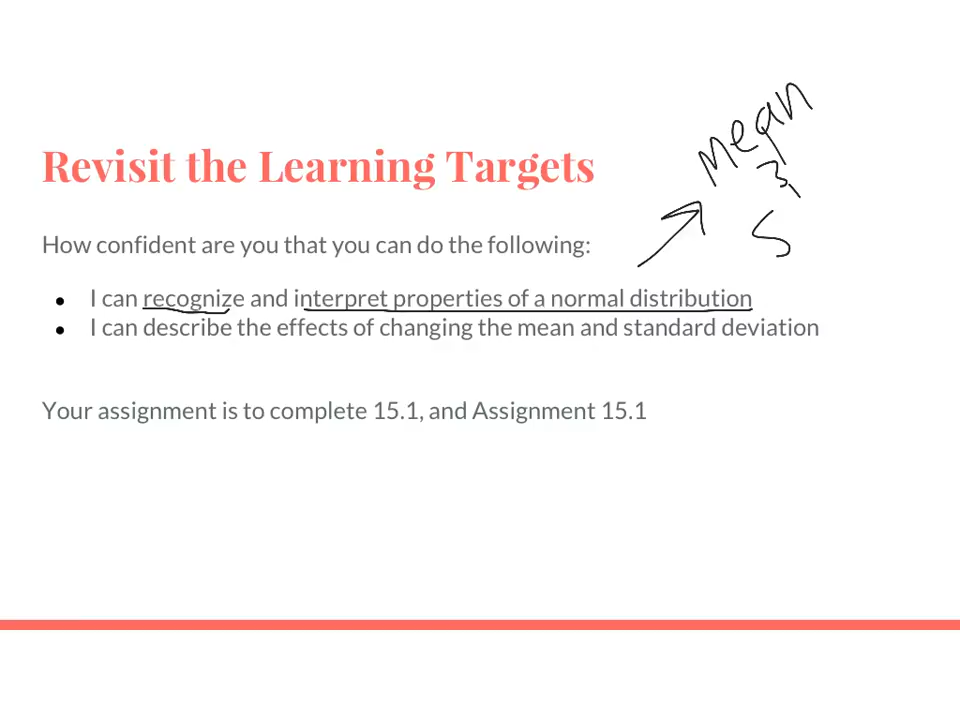 Revisit the Learning Targets
Mean
&
S
How confident are you that you can do the following:
● I can recognize and interpret properties of a normal distribution
● I can describe the effects of changing the mean and standard deviation
Your assignment is to complete 15.1, and Assignment 15.1